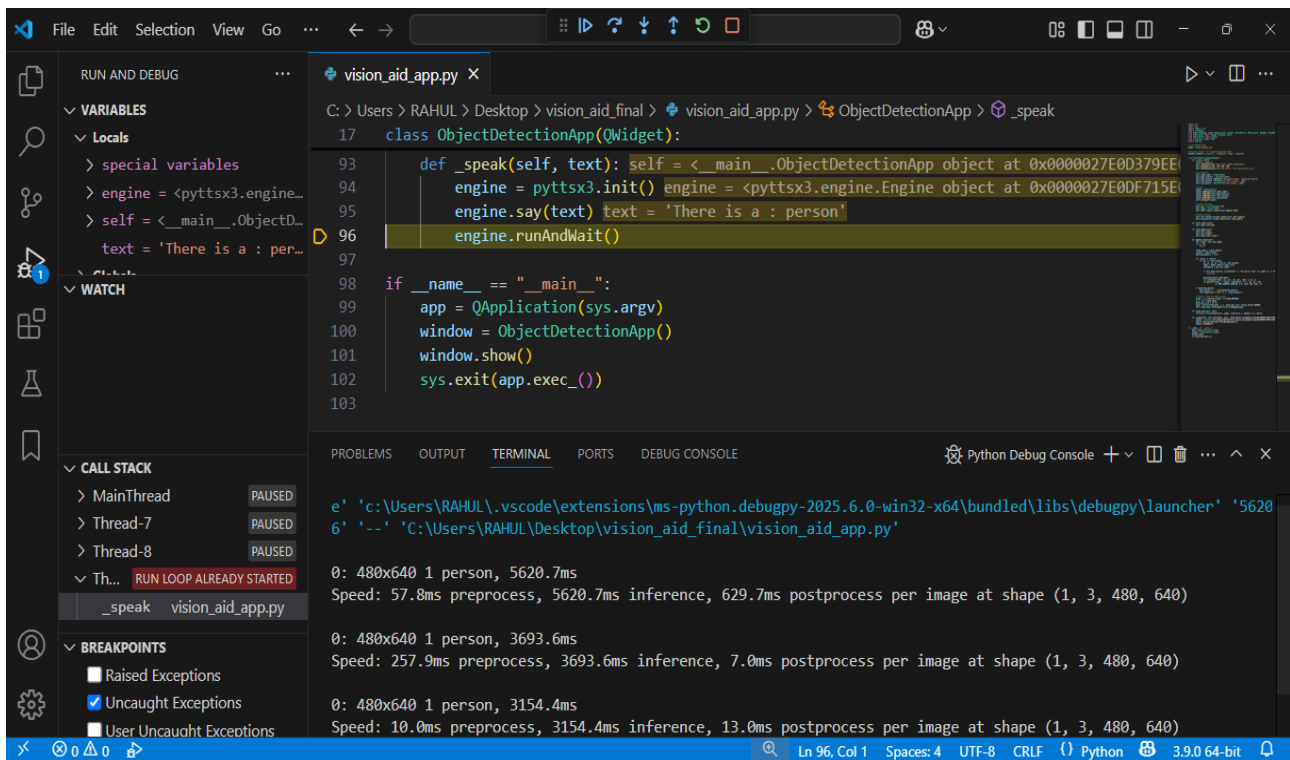 File Edit Selection View Go ···
RUN AND DEBUG ···
VARIABLES
Locals
special variables
engine = <pyttsx3.engine…
self = <__main__.ObjectD…
text = 'There is a : per…
WATCH
CALL STACK
MainThread PAUSED
Thread-7 PAUSED
Thread-8 PAUSED
Th... RUN LOOP ALREADY STARTED
_speak vision_aid_app.py
BREAKPOINTS
Raised Exceptions
Uncaught Exceptions
User Uncaught Exceptions
1
vision_aid_app.py
C: > Users > RAHUL > Desktop > vision_aid_final > vision_aid_app.py > ObjectDetectionApp > _speak
17 class ObjectDetectionApp(QWidget):
93 def _speak(self, text): self = <__main__.ObjectDetectionApp object at 0x0000027E0D379EE
94 engine = pyttsx3.init() engine = <pyttsx3.engine.Engine object at 0x0000027E0DF715E
95 engine.say(text) text = 'There is a : person'
96 engine.runAndWait()
97
98 if __name__ == "__main__":
99 app = QApplication(sys.argv)
100 window = ObjectDetectionApp()
101 window.show()
102 sys.exit(app.exec_())
103
PROBLEMS OUTPUT TERMINAL PORTS DEBUG CONSOLE Python Debug Console
e' 'c:\Users\RAHUL\.vscode\extensions\ms-python.debugpy-2025.6.0-win32-x64\bundled\libs\debugpy\launcher' '5620
6' '--' 'C:\Users\RAHUL\Desktop\vision_aid_final\vision_aid_app.py'
0: 480x640 1 person, 5620.7ms
Speed: 57.8ms preprocess, 5620.7ms inference, 629.7ms postprocess per image at shape (1, 3, 480, 640)
0: 480x640 1 person, 3693.6ms
Speed: 257.9ms preprocess, 3693.6ms inference, 7.0ms postprocess per image at shape (1, 3, 480, 640)
0: 480x640 1 person, 3154.4ms
Speed: 10.0ms preprocess, 3154.4ms inference, 13.0ms postprocess per image at shape (1, 3, 480, 640)
0 0 Ln 96, Col 1 Spaces: 4 UTF-8 CRLF {} Python 3.9.0 64-bit